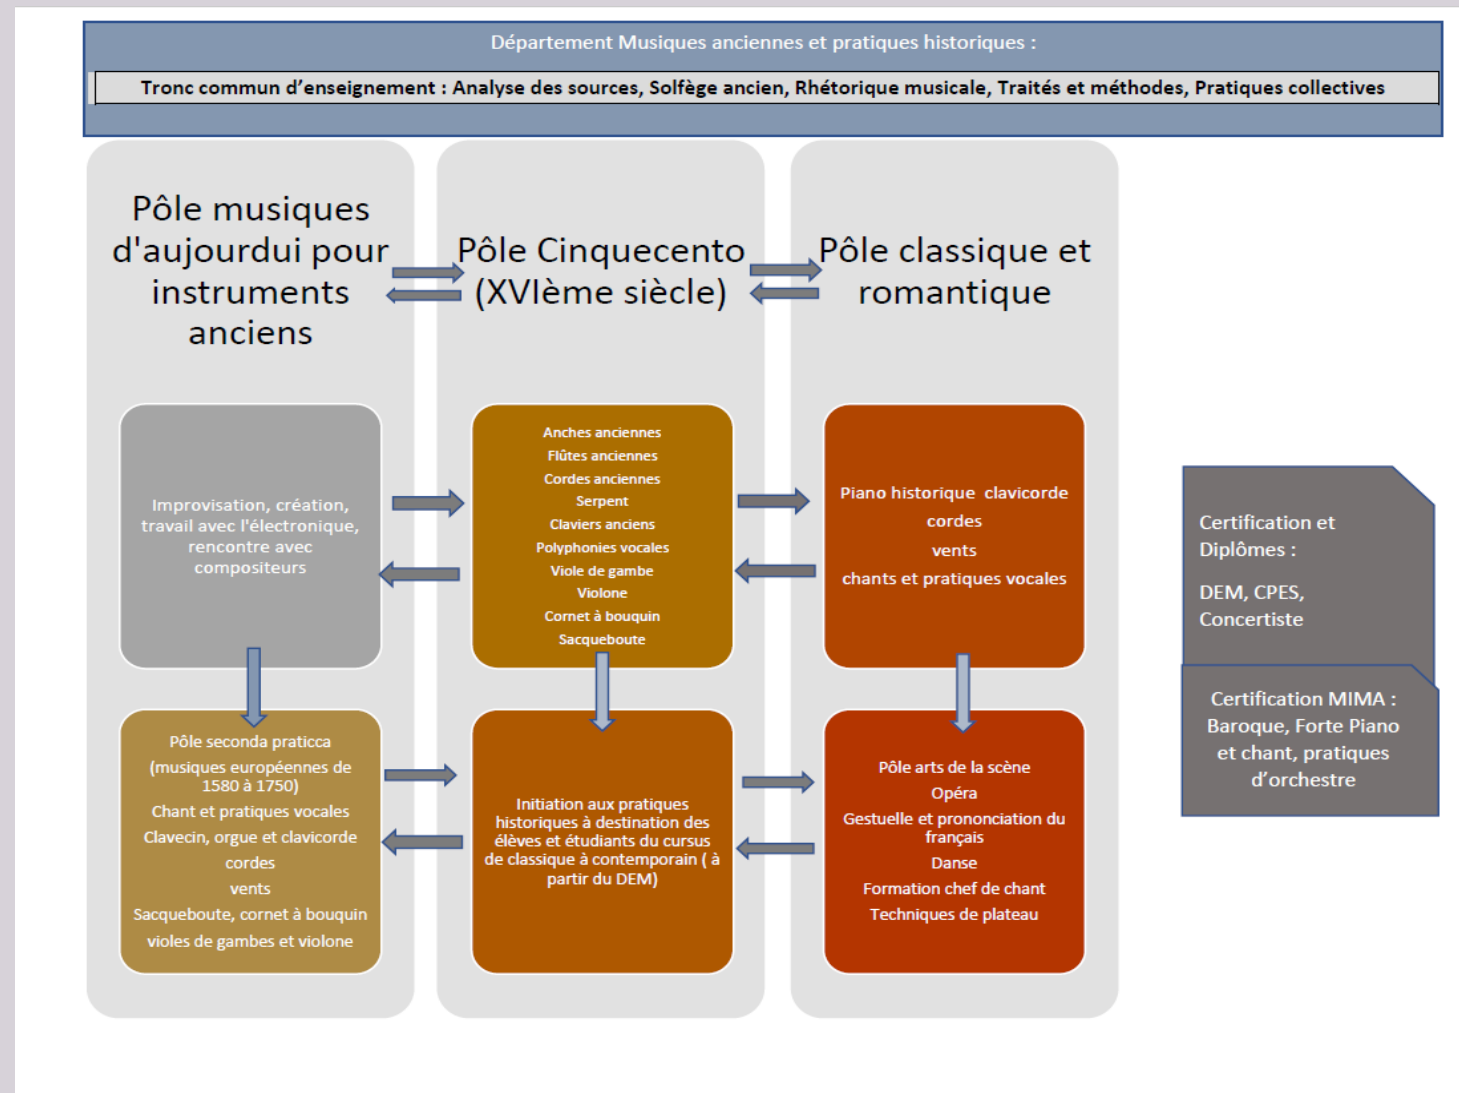 Département Musiques anciennes et pratiques historiques :
Tronc commun d’enseignement : Analyse des sources, Solfège ancien, Rhétorique musicale, Traités et méthodes, Pratiques collectives
Pôle musiques
d'aujourdui pour
instruments
anciens
Improvisation, création,
travail avec l'électronique,
rencontre avec
compositeurs
Pôle seconda praticca
(musiques européennes de
1580 à 1750)
Chant et pratiques vocales
Clavecin, orgue et clavicorde
cordes
vents
Sacqueboute, cornet à bouquin
violes de gambes et violone
Pôle Cinquecento
(XVIème siècle)
Anches anciennes
Flûtes anciennes
Cordes anciennes
Serpent
Claviers anciens
Polyphonies vocales
Viole de gambe
Violone
Cornet à bouquin
Sacqueboute
Initiation aux pratiques
historiques à destination des
élèves et étudiants du cursus
de classique à contemporain ( à
partir du DEM)
Pôle classique et
romantique
Piano historique clavicorde
cordes
vents
chants et pratiques vocales
Pôle arts de la scène
Opéra
Gestuelle et prononciation du
français
Danse
Formation chef de chant
Techniques de plateau
Certification et
Diplômes :
DEM, CPES,
Concertiste
Certification MIMA :
Baroque, Forte Piano
et chant, pratiques
d’orchestre